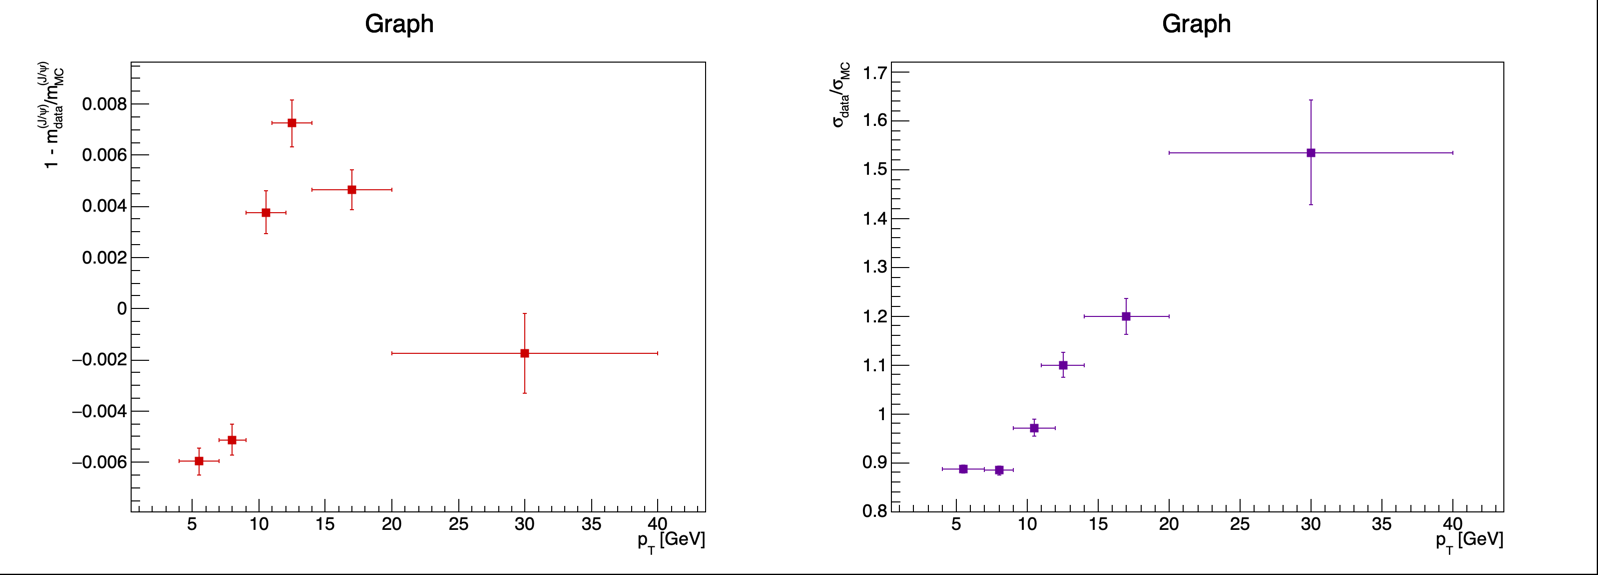 Graph
1 - m_data^(J/ψ)/m_MC^(J/ψ)
0.008
0.006
0.004
0.002
0
−0.002
−0.004
−0.006
5 10 15 20 25 30 35 40
p_T [GeV]
Graph
σ_data/σ_MC
1.7
1.6
1.5
1.4
1.3
1.2
1.1
1
0.9
0.8
5 10 15 20 25 30 35 40
p_T [GeV]